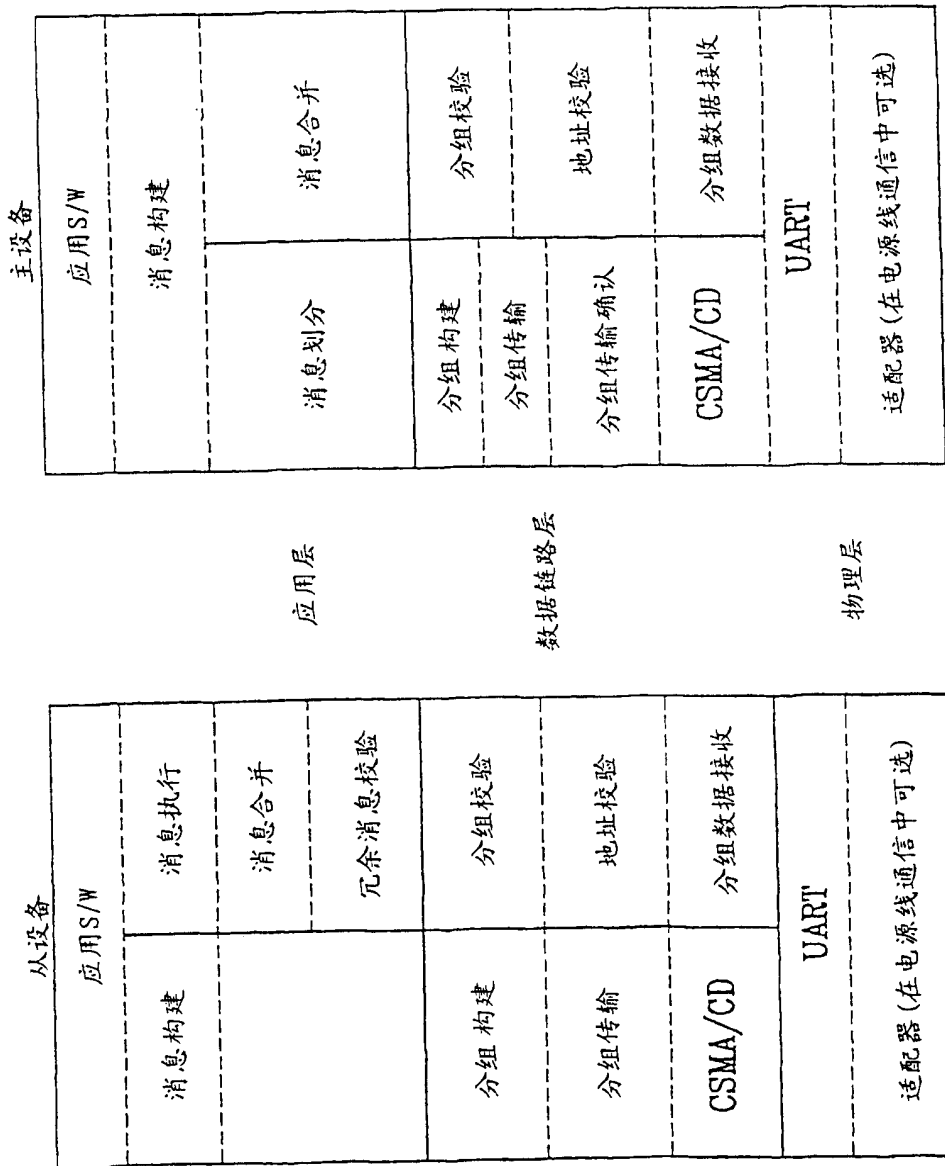 从设备
应用S/W
消息构建
消息执行
消息合并
冗余消息校验
分组构建
分组校验
分组传输
地址校验
CSMA/CD
分组数据接收
UART
适配器(在电源线通信中可选)
应用层
数据链路层
物理层
主设备
应用S/W
消息构建
消息划分
消息合并
分组构建
分组校验
分组传输
地址校验
分组传输确认
CSMA/CD
分组数据接收
UART
适配器(在电源线通信中可选)